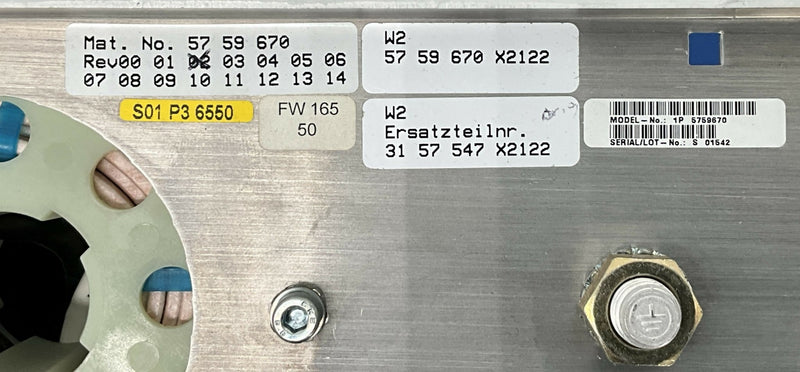 Mat. No. 57 59 670
Rev00 01 02 03 04 05 06
07 08 09 10 11 12 13 14
W2
57 59 670 X2122
S01 P3 6550
FW 165
50
W2
Ersatzteilnr.
31 57 547 X2122
MODEL-No.: 1P 5759670
SERIAL/LOT-No.: S 01542